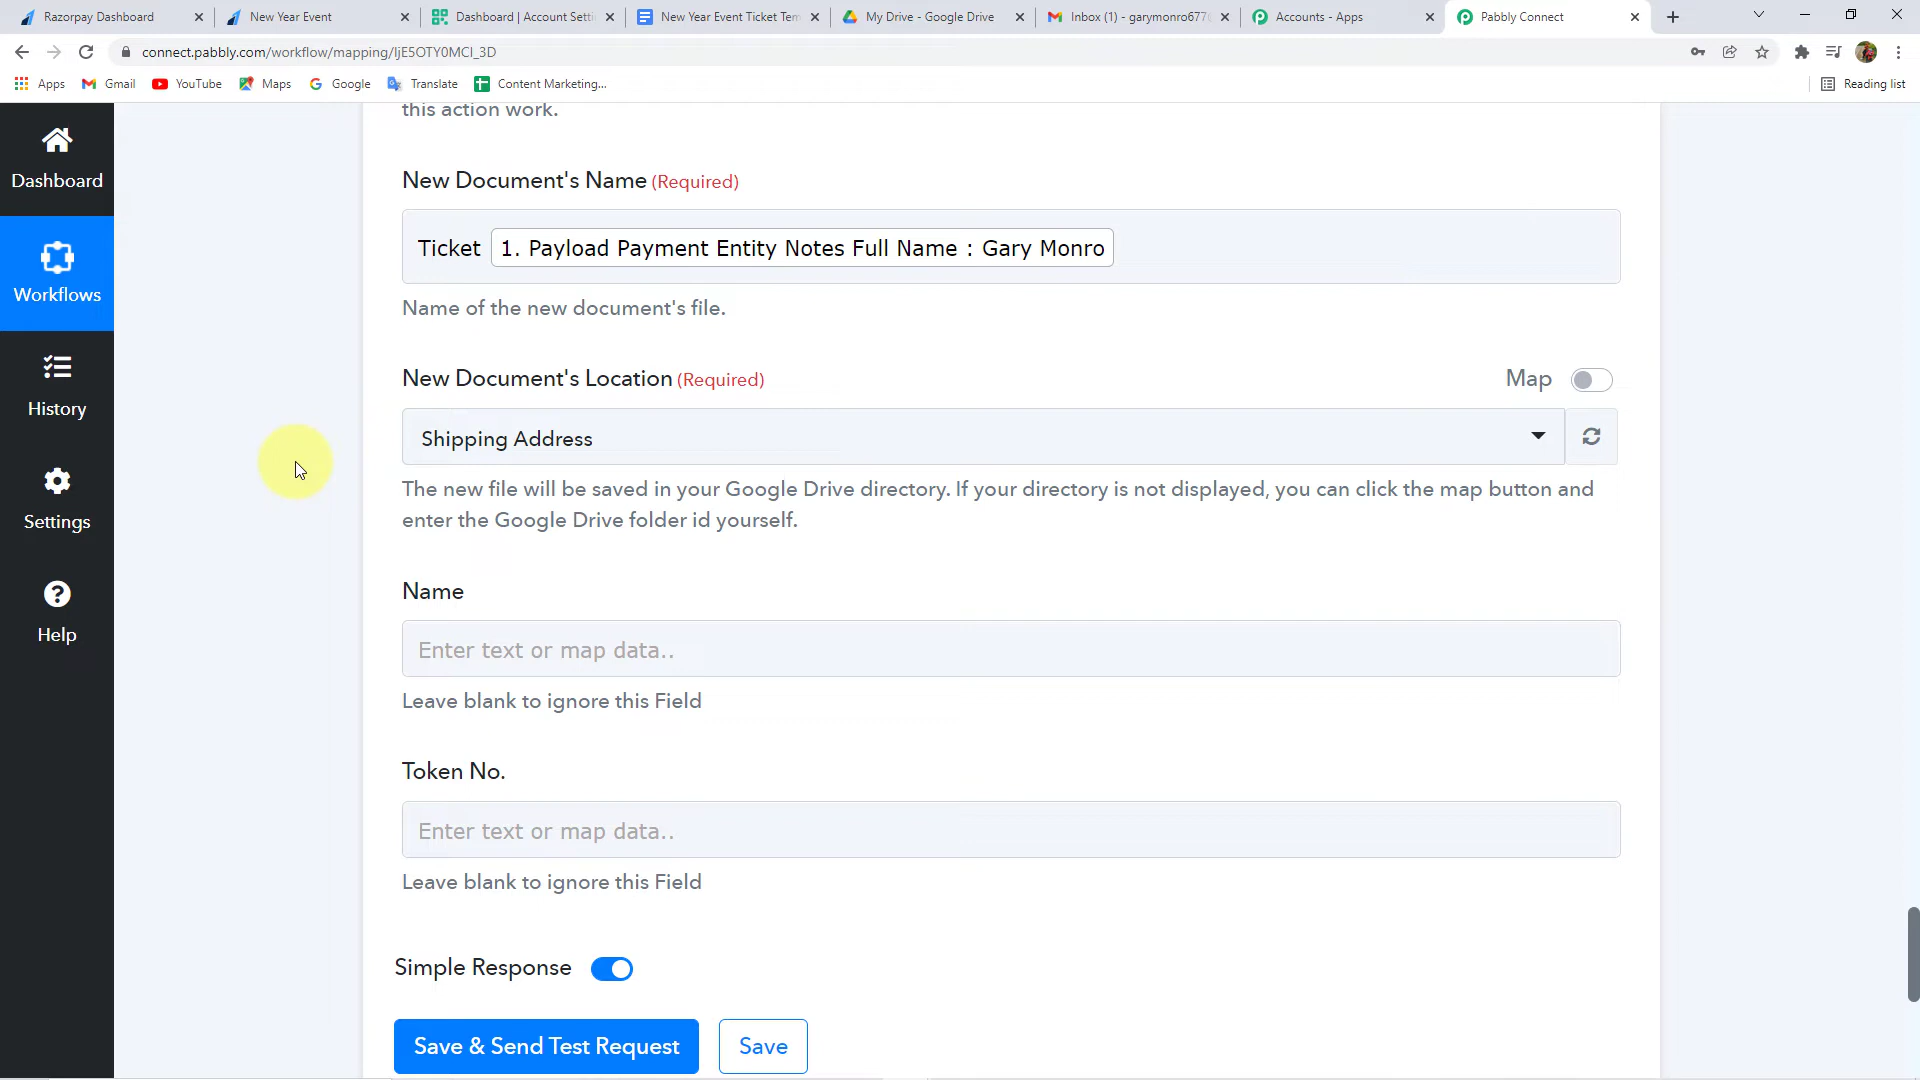 Razorpay Dashboard
New Year Event
Dashboard | Account Setti
New Year Event Ticket Tem
My Drive - Google Drive
Inbox (1) - garymonro677@
Accounts - Apps
Pabbly Connect
Apps
Gmail
YouTube
Maps
Google
Translate
Content Marketing...
Reading list
this action work.
Dashboard
Workflows
History
Settings
Help
New Document's Name (Required)
Ticket 1. Payload Payment Entity Notes Full Name : Gary Monro
Name of the new document's file.
New Document's Location (Required)
Map
Shipping Address
The new file will be saved in your Google Drive directory. If your directory is not displayed, you can click the map button and
enter the Google Drive folder id yourself.
Name
Enter text or map data..
Leave blank to ignore this Field
Token No.
Enter text or map data..
Leave blank to ignore this Field
Simple Response
Save & Send Test Request
Save